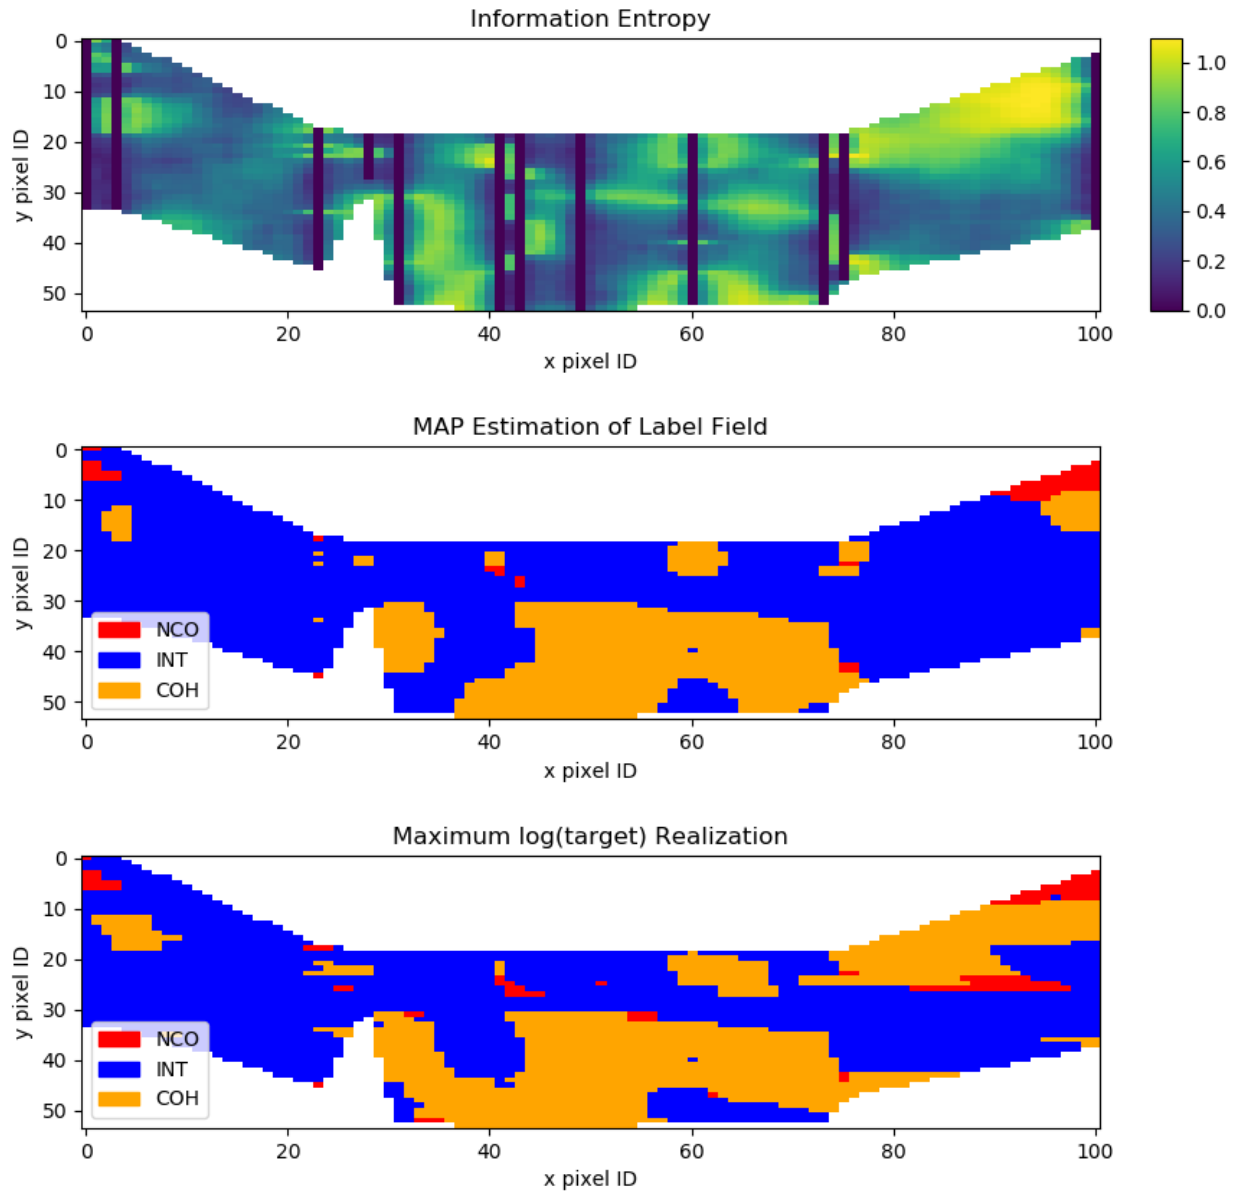 Information Entropy
0
10
20
30
40
50
y pixel ID
0 20 40 60 80 100
x pixel ID
1.0
0.8
0.6
0.4
0.2
0.0
MAP Estimation of Label Field
0
10
20
30
40
50
y pixel ID
NCO
INT
COH
0 20 40 60 80 100
x pixel ID
Maximum log(target) Realization
0
10
20
30
40
50
y pixel ID
NCO
INT
COH
0 20 40 60 80 100
x pixel ID